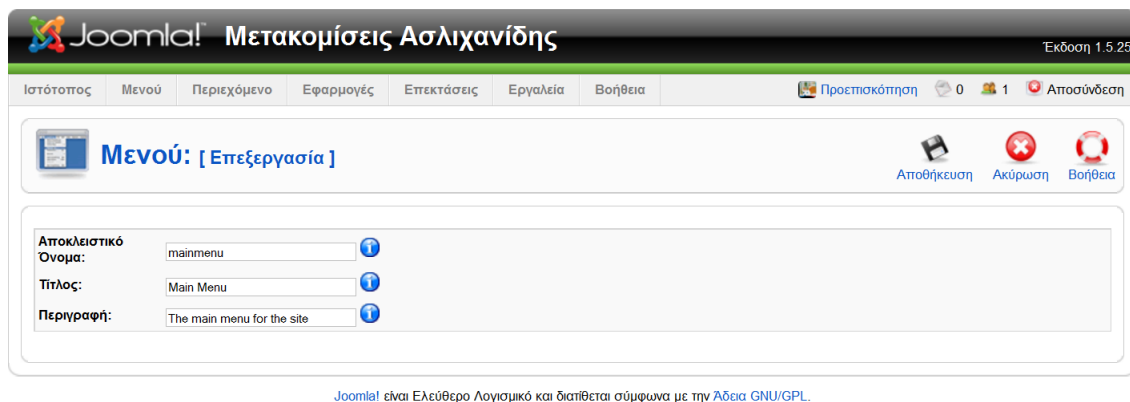 Joomla! Μετακομίσεις Ασλιχανίδης
Έκδοση 1.5.25
Ιστότοπος Μενού Περιεχόμενο Εφαρμογές Επεκτάσεις Εργαλεία Βοήθεια Προεπισκόπηση 0 1 Αποσύνδεση
Μενού: [ Επεξεργασία ]
Αποθήκευση Ακύρωση Βοήθεια
Αποκλειστικό
Όνομα: mainmenu
Τίτλος: Main Menu
Περιγραφή: The main menu for the site
Joomla! είναι Ελεύθερο Λογισμικό και διατίθεται σύμφωνα με την Άδεια GNU/GPL.